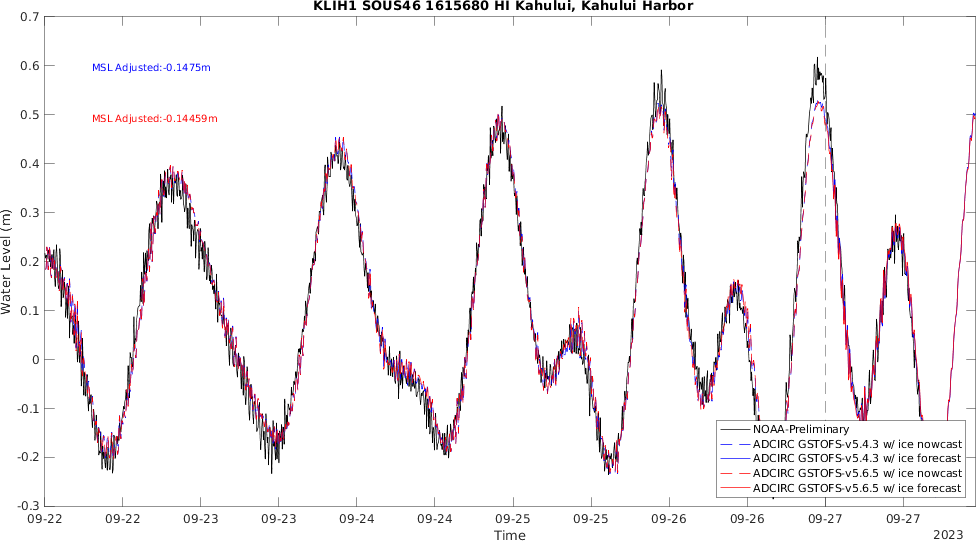 KLIH1 SOUS46 1615680 HI Kahului, Kahului Harbor
0.7
0.6
0.5
0.4
0.3
0.2
0.1
0
-0.1
-0.2
-0.3
Water Level (m)
MSL Adjusted:-0.1475m
MSL Adjusted:-0.14459m
NOAA-Preliminary
ADCIRC GSTOFS-v5.4.3 w/ ice nowcast
ADCIRC GSTOFS-v5.4.3 w/ ice forecast
ADCIRC GSTOFS-v5.6.5 w/ ice nowcast
ADCIRC GSTOFS-v5.6.5 w/ ice forecast
09-22 09-22 09-23 09-23 09-24 09-24 09-25 09-25 09-26 09-26 09-27 09-27
Time
2023